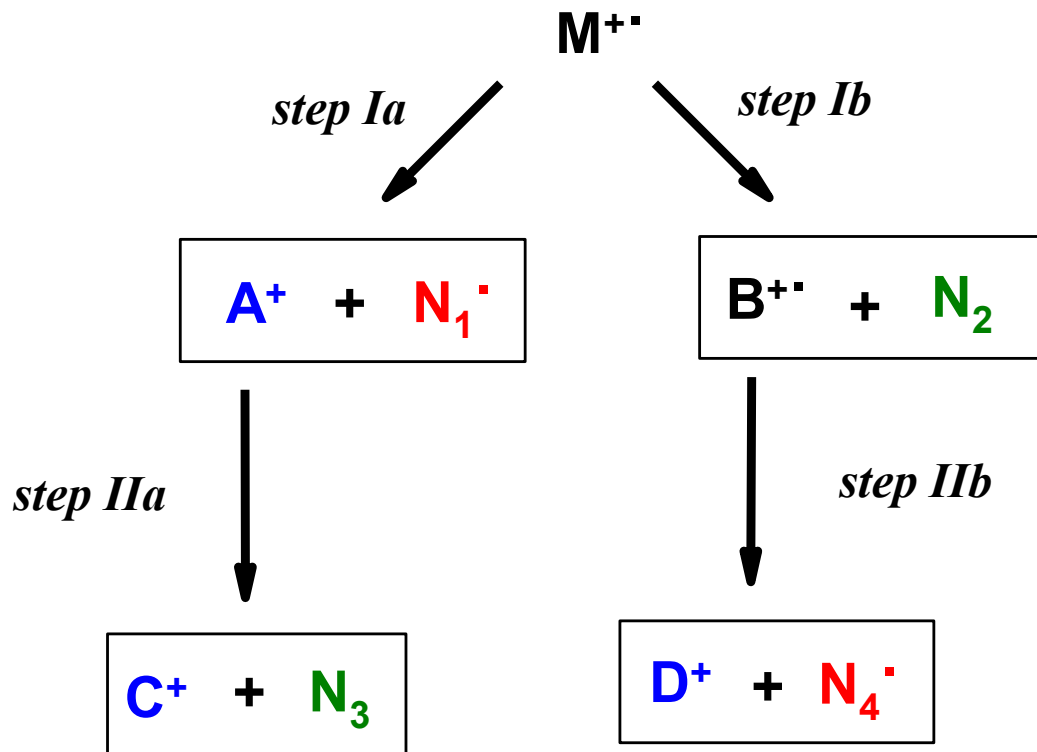 M⁺˙
step Ia
step Ib
A⁺ + N₁˙
B⁺˙ + N₂
step IIa
step IIb
C⁺ + N₃
D⁺ + N₄˙